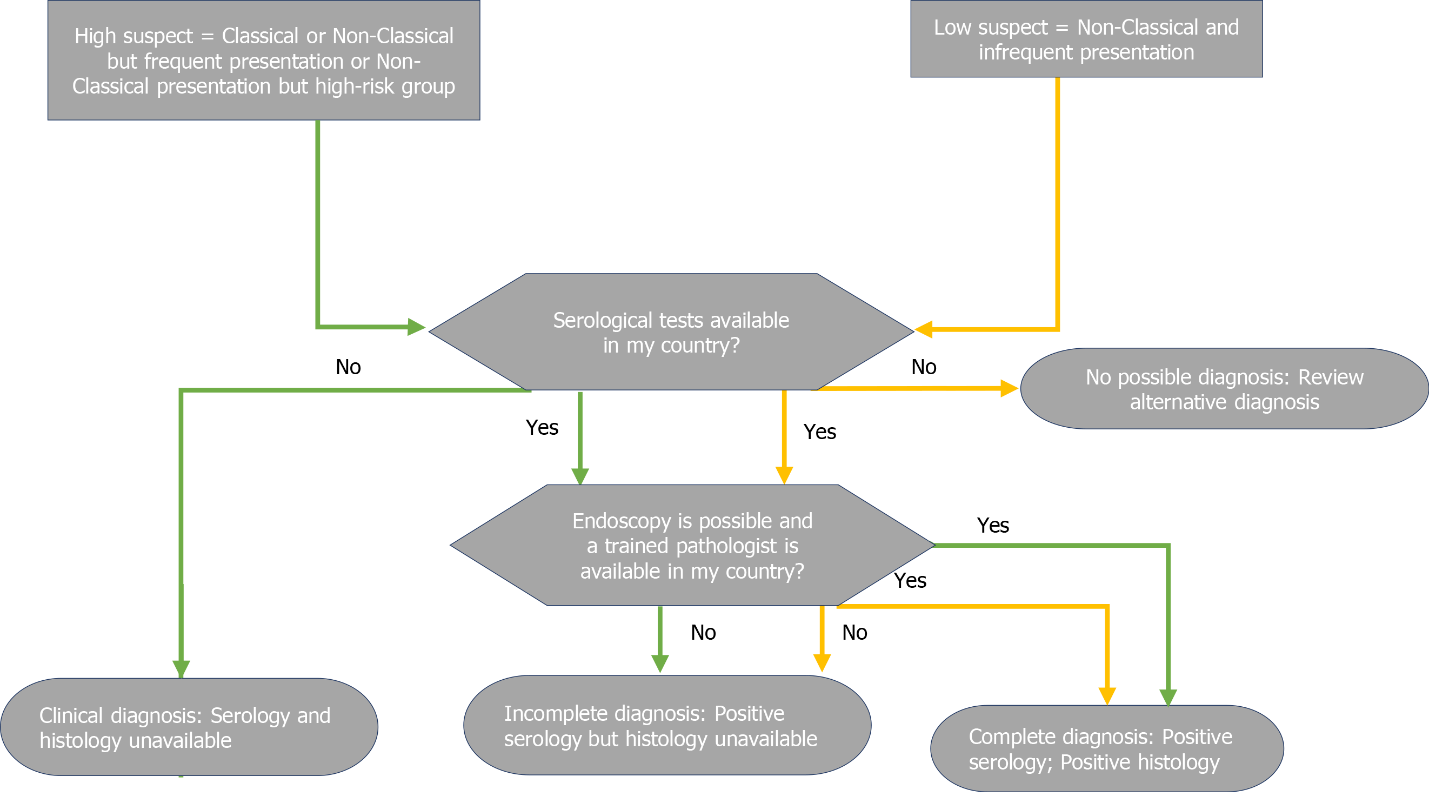 High suspect = Classical or Non-Classical
but frequent presentation or Non-
Classical presentation but high-risk group
Low suspect = Non-Classical and
infrequent presentation
Serological tests available
in my country?
No
No
No possible diagnosis: Review
alternative diagnosis
Yes
Yes
Endoscopy is possible and
a trained pathologist is
available in my country?
Yes
Yes
No
No
Clinical diagnosis: Serology and
histology unavailable
Incomplete diagnosis: Positive
serology but histology unavailable
Complete diagnosis: Positive
serology; Positive histology